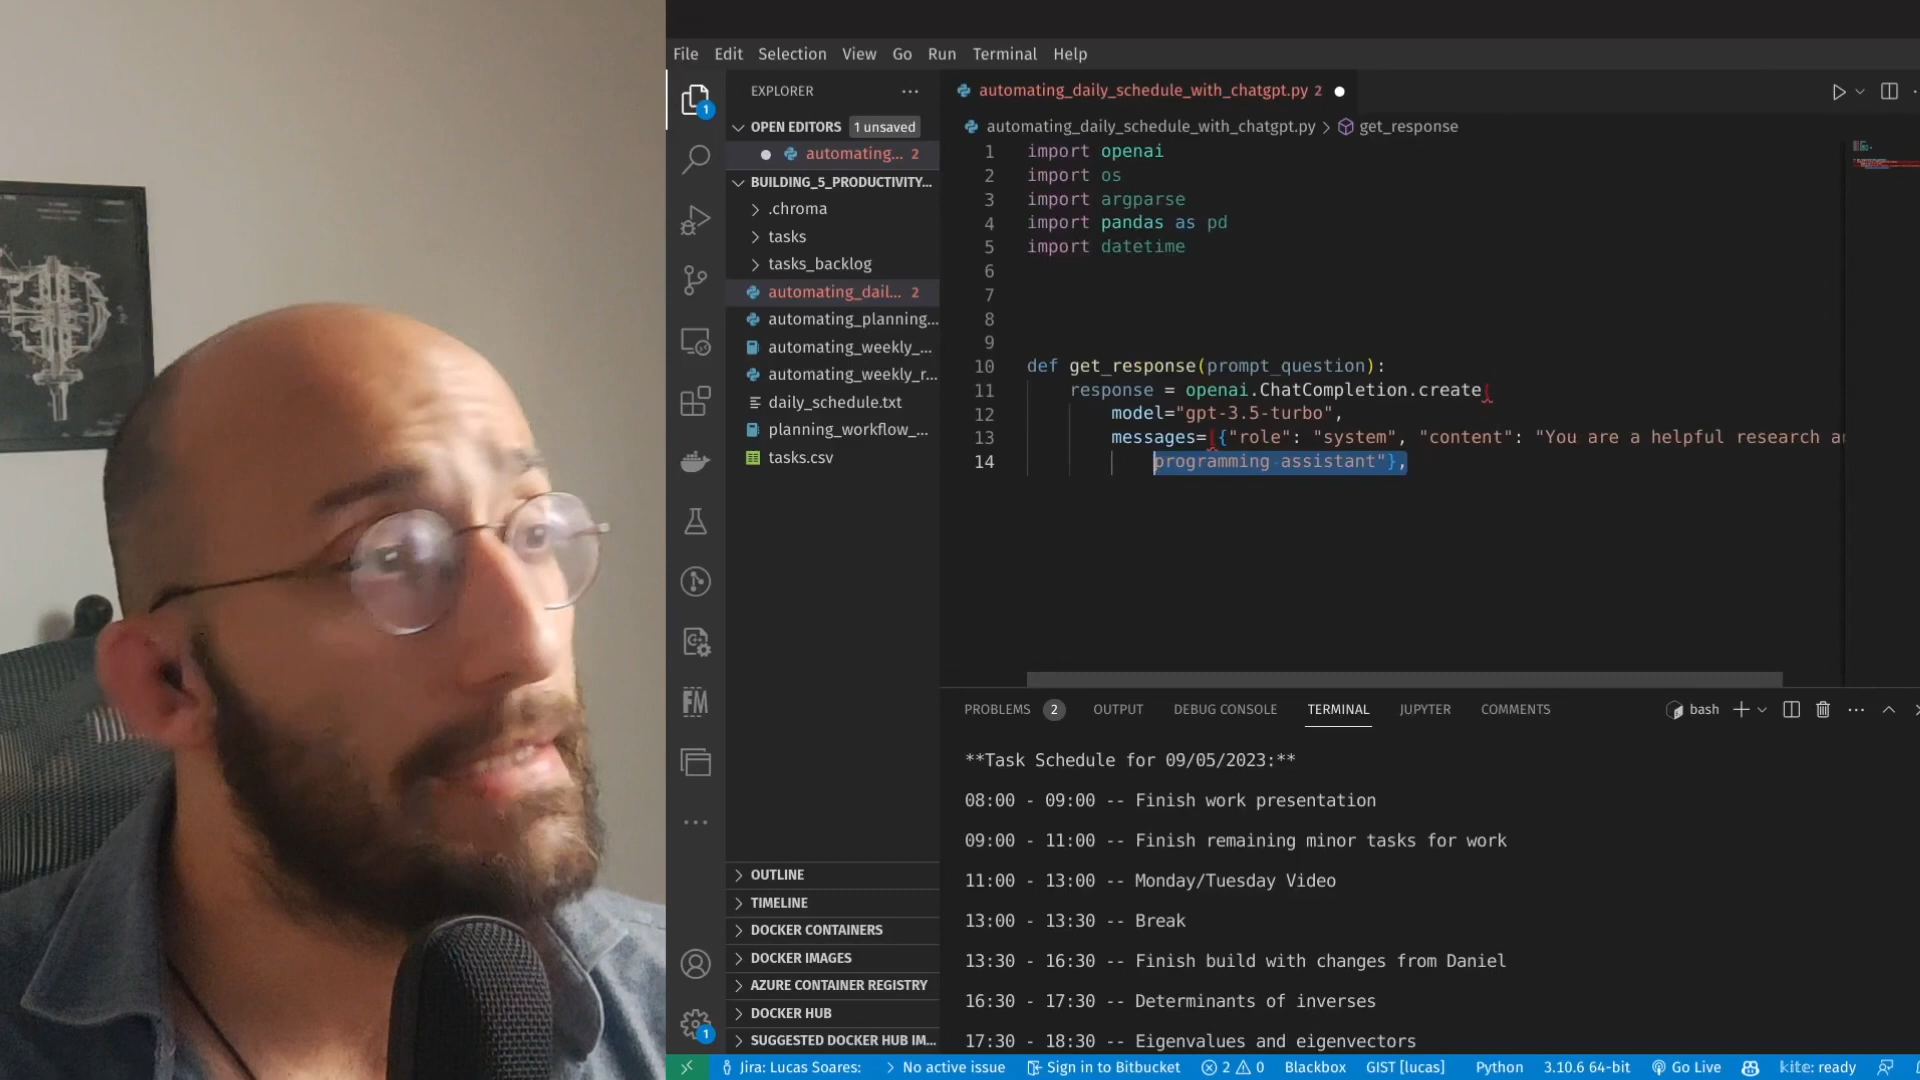 File Edit Selection View Go Run Terminal Help
EXPLORER
automating_daily_schedule_with_chatgpt.py 2
OPEN EDITORS 1 unsaved
automating_daily_schedule_with_chatgpt.py > get_response
automating... 2
BUILDING_5_PRODUCTIVITY...
.chroma
tasks
tasks_backlog
automating_dail... 2
automating_planning...
automating_weekly_...
automating_weekly_r...
daily_schedule.txt
planning_workflow_...
tasks.csv
1 import openai
2 import os
3 import argparse
4 import pandas as pd
5 import datetime
6
7
8
9
10 def get_response(prompt_question):
11 response = openai.ChatCompletion.create(
12 model="gpt-3.5-turbo",
13 messages=[{"role": "system", "content": "You are a helpful research a
14 programming assistant"},
OUTLINE
TIMELINE
DOCKER CONTAINERS
DOCKER IMAGES
AZURE CONTAINER REGISTRY
DOCKER HUB
SUGGESTED DOCKER HUB IM...
FM
1
1
PROBLEMS 2 OUTPUT DEBUG CONSOLE TERMINAL JUPYTER COMMENTS bash
**Task Schedule for 09/05/2023:**
08:00 - 09:00 -- Finish work presentation
09:00 - 11:00 -- Finish remaining minor tasks for work
11:00 - 13:00 -- Monday/Tuesday Video
13:00 - 13:30 -- Break
13:30 - 16:30 -- Finish build with changes from Daniel
16:30 - 17:30 -- Determinants of inverses
17:30 - 18:30 -- Eigenvalues and eigenvectors
Jira: Lucas Soares: > No active issue Sign in to Bitbucket 2 0 Blackbox GIST [lucas] Python 3.10.6 64-bit Go Live kite: ready